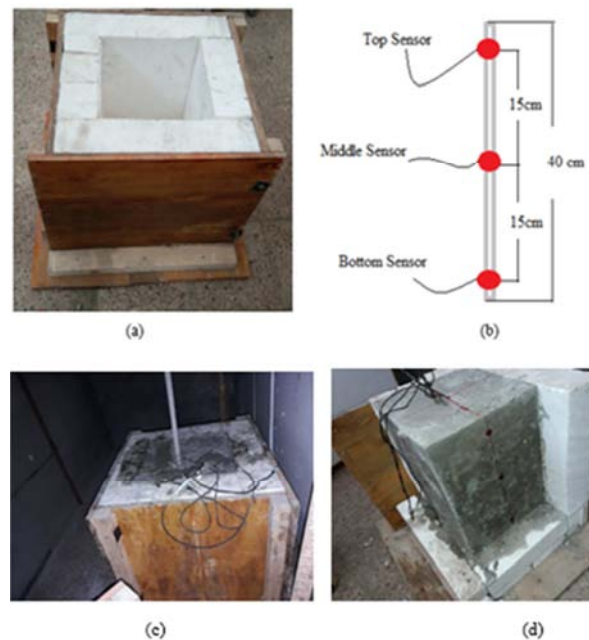 Top Sensor
15cm
Middle Sensor
40 cm
15cm
Bottom Sensor
(a)
(b)
(c)
(d)